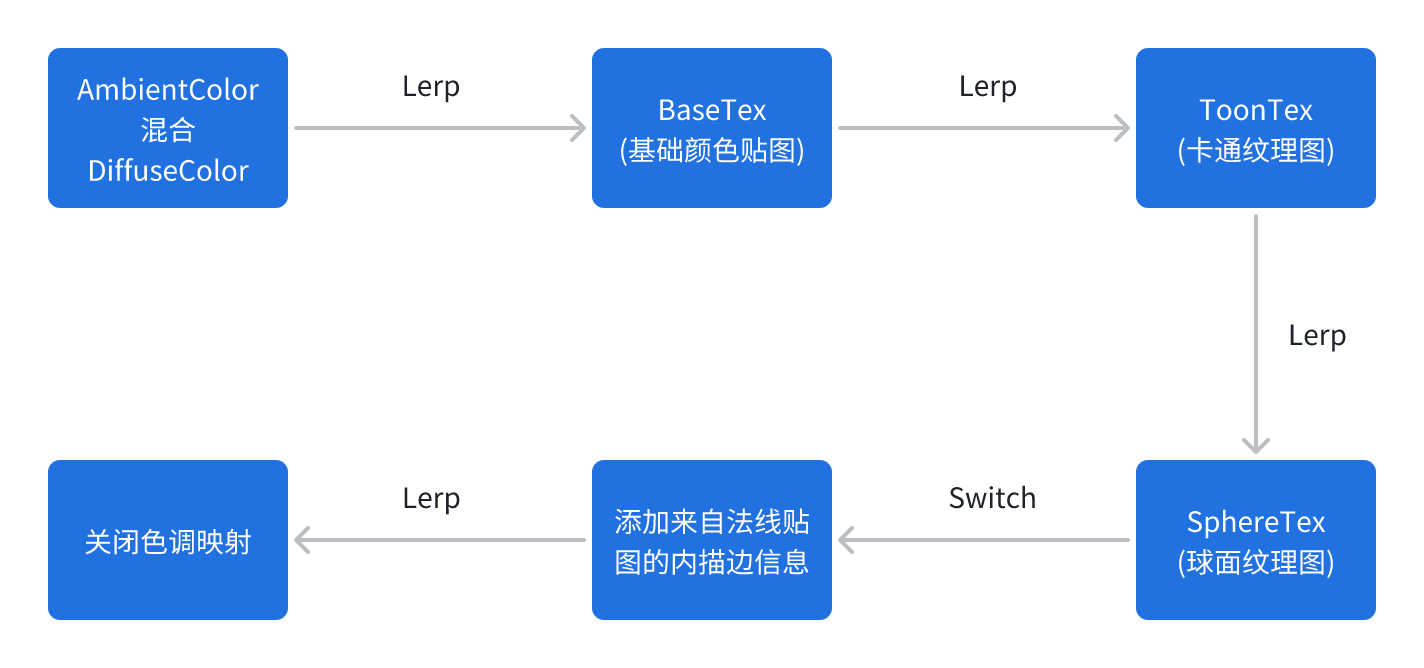 AmbientColor
混合
DiffuseColor
Lerp
BaseTex
(基础颜色贴图)
Lerp
ToonTex
(卡通纹理图)
Lerp
SphereTex
(球面纹理图)
Switch
添加来自法线贴
图的内描边信息
Lerp
关闭色调映射